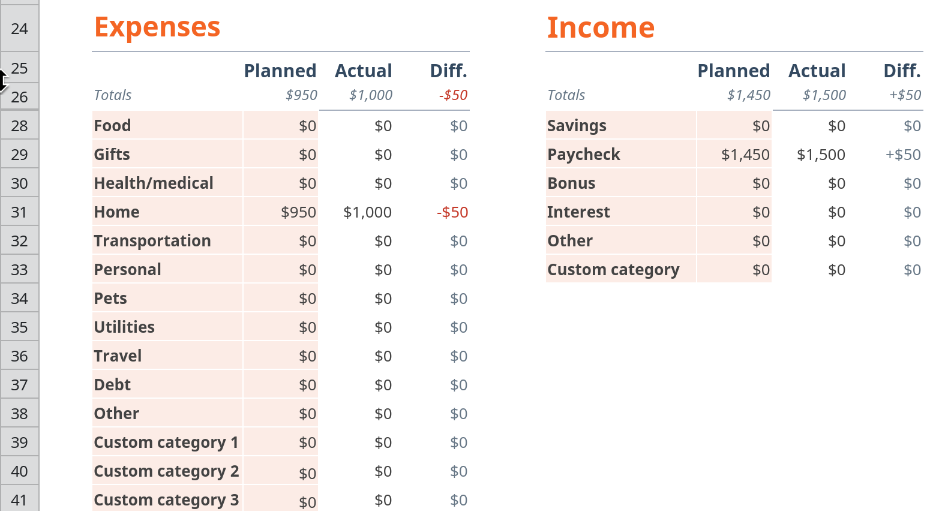 24 Expenses Income
25 Planned Actual Diff. Planned Actual Diff.
26 Totals $950 $1,000 -$50 Totals $1,450 $1,500 +$50
28 Food $0 $0 $0 Savings $0 $0 $0
29 Gifts $0 $0 $0 Paycheck $1,450 $1,500 +$50
30 Health/medical $0 $0 $0 Bonus $0 $0 $0
31 Home $950 $1,000 -$50 Interest $0 $0 $0
32 Transportation $0 $0 $0 Other $0 $0 $0
33 Personal $0 $0 $0 Custom category $0 $0 $0
34 Pets $0 $0 $0
35 Utilities $0 $0 $0
36 Travel $0 $0 $0
37 Debt $0 $0 $0
38 Other $0 $0 $0
39 Custom category 1 $0 $0 $0
40 Custom category 2 $0 $0 $0
41 Custom category 3 $0 $0 $0